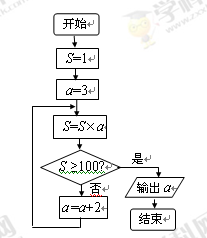 开始
S=1
a=3
S=S×a
S≥100?
是
否
输出 a
a=a+2
结束